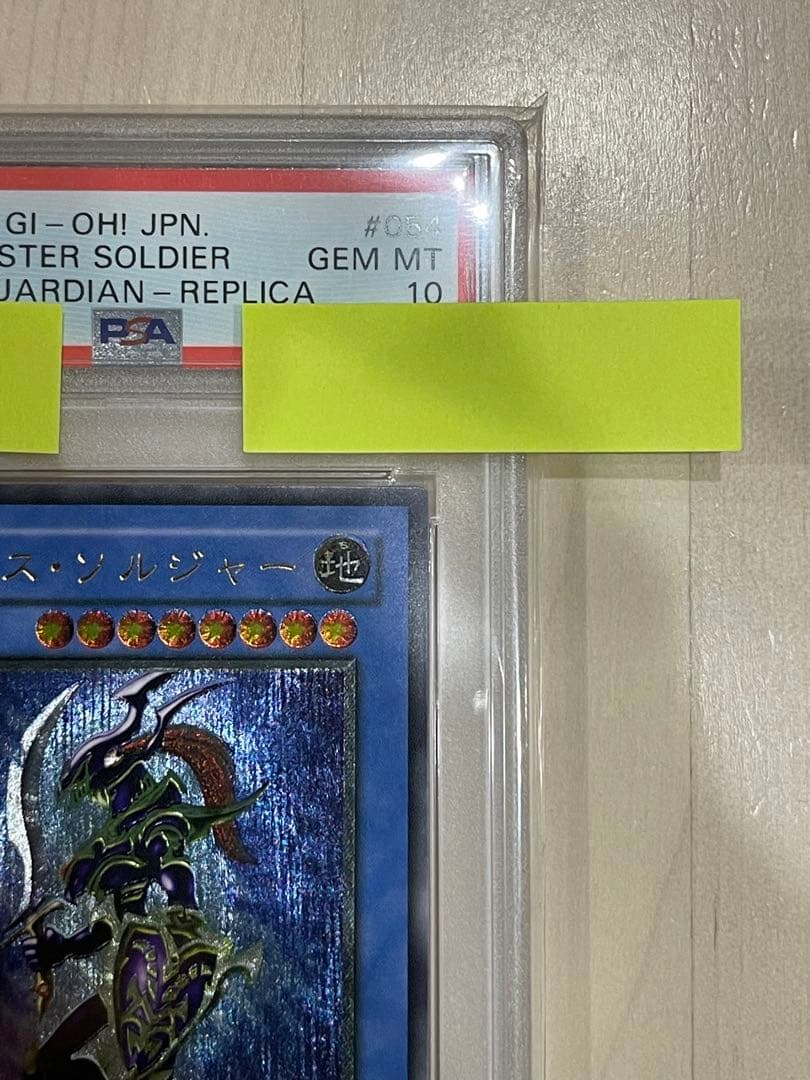 GI-OH! JPN. #054
STER SOLDIER GEM MT
UARDIAN-REPLICA 10
PSA
ス・ソルジャー 地